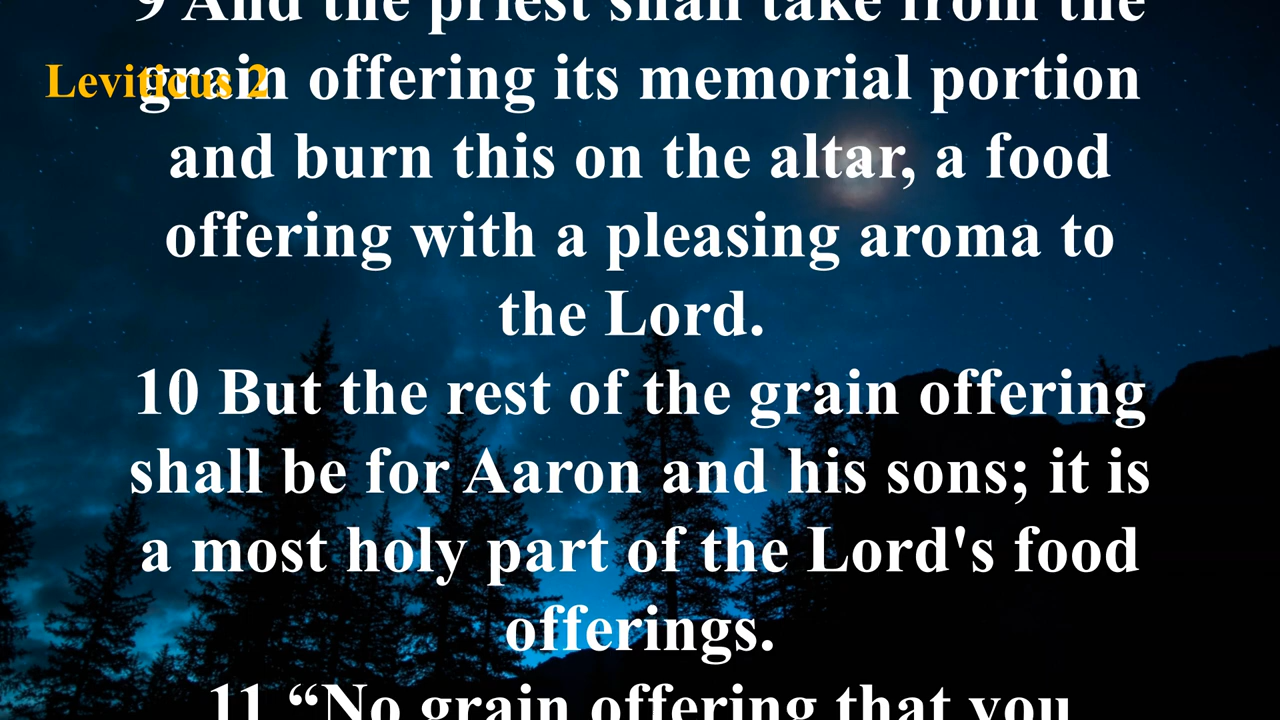 9 And the priest shall take from the
Leviticus 2
grain offering its memorial portion
and burn this on the altar, a food
offering with a pleasing aroma to
the Lord.
10 But the rest of the grain offering
shall be for Aaron and his sons; it is
a most holy part of the Lord's food
offerings.
11 “No grain offering that you